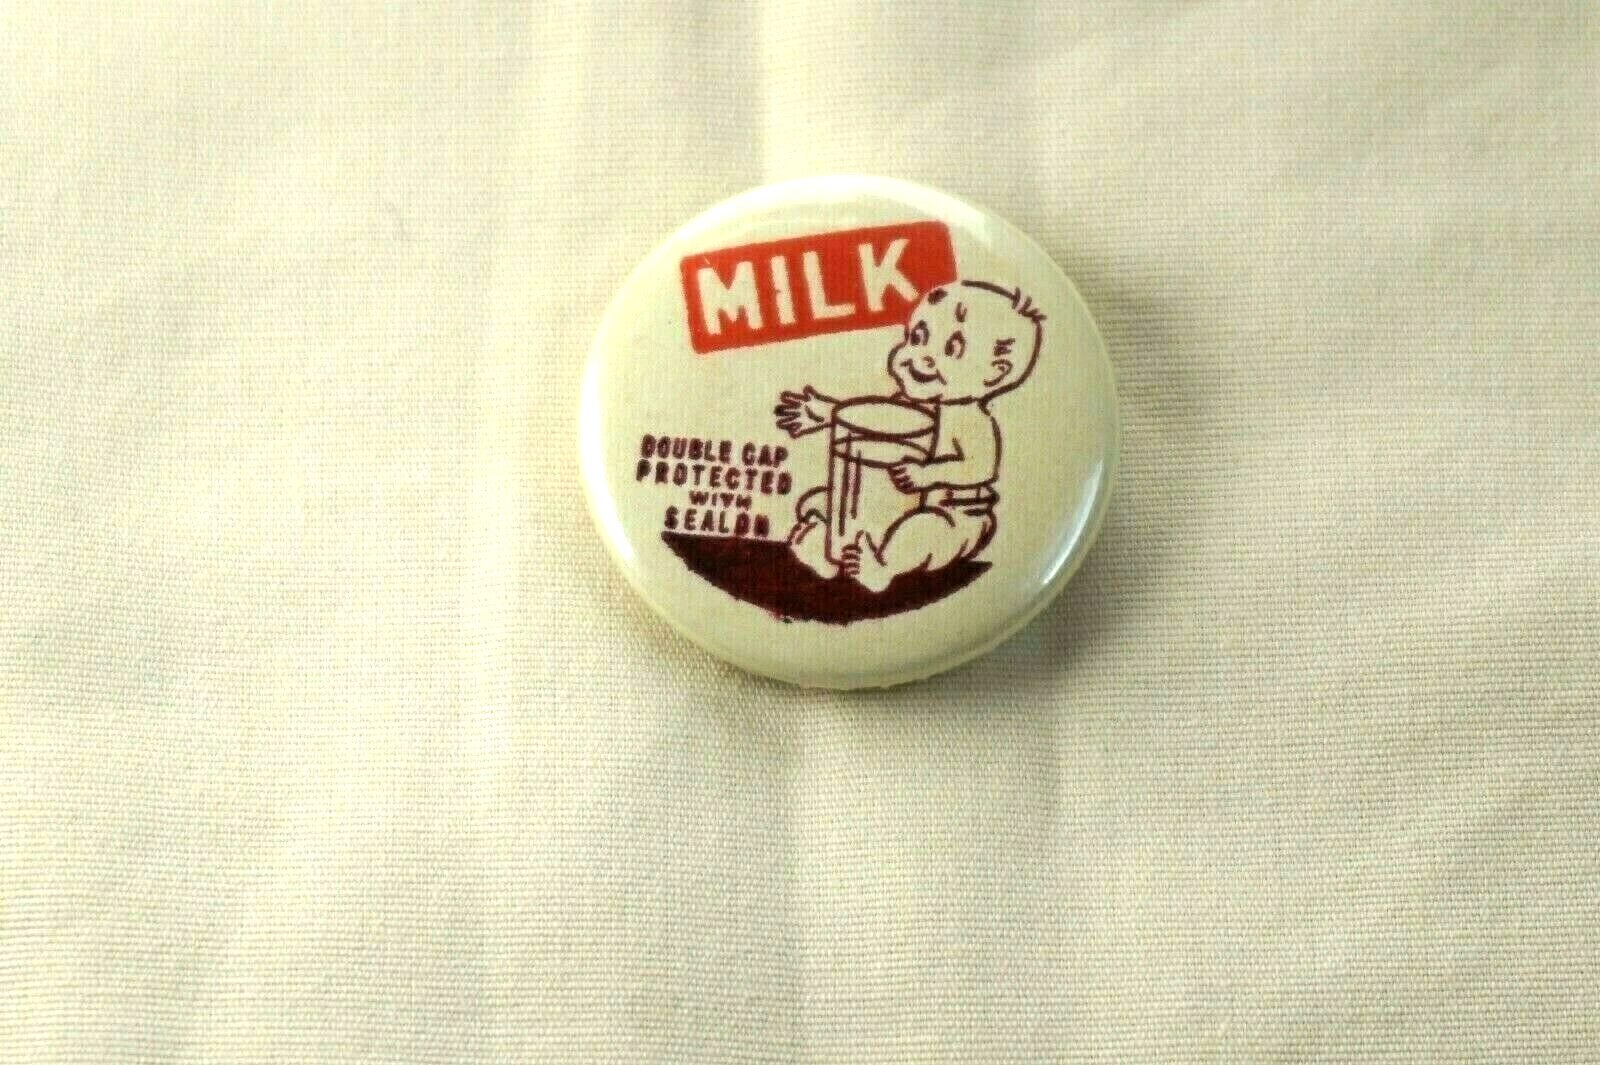 MILK
DOUBLE CAP
PROTECTED
WITH
SEALON